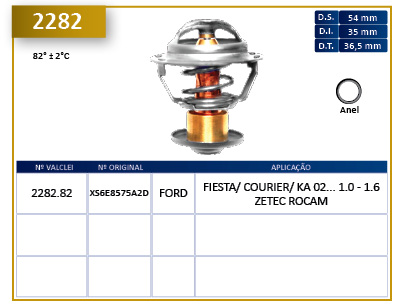 2282
D.S. 54 mm
D.I. 35 mm
D.T. 36,5 mm
82° ± 2°C
Anel
Nº VALCLEI Nº ORIGINAL APLICAÇÃO
2282.82 XS6E8575A2D FORD FIESTA/ COURIER/ KA 02... 1.0 - 1.6
ZETEC ROCAM